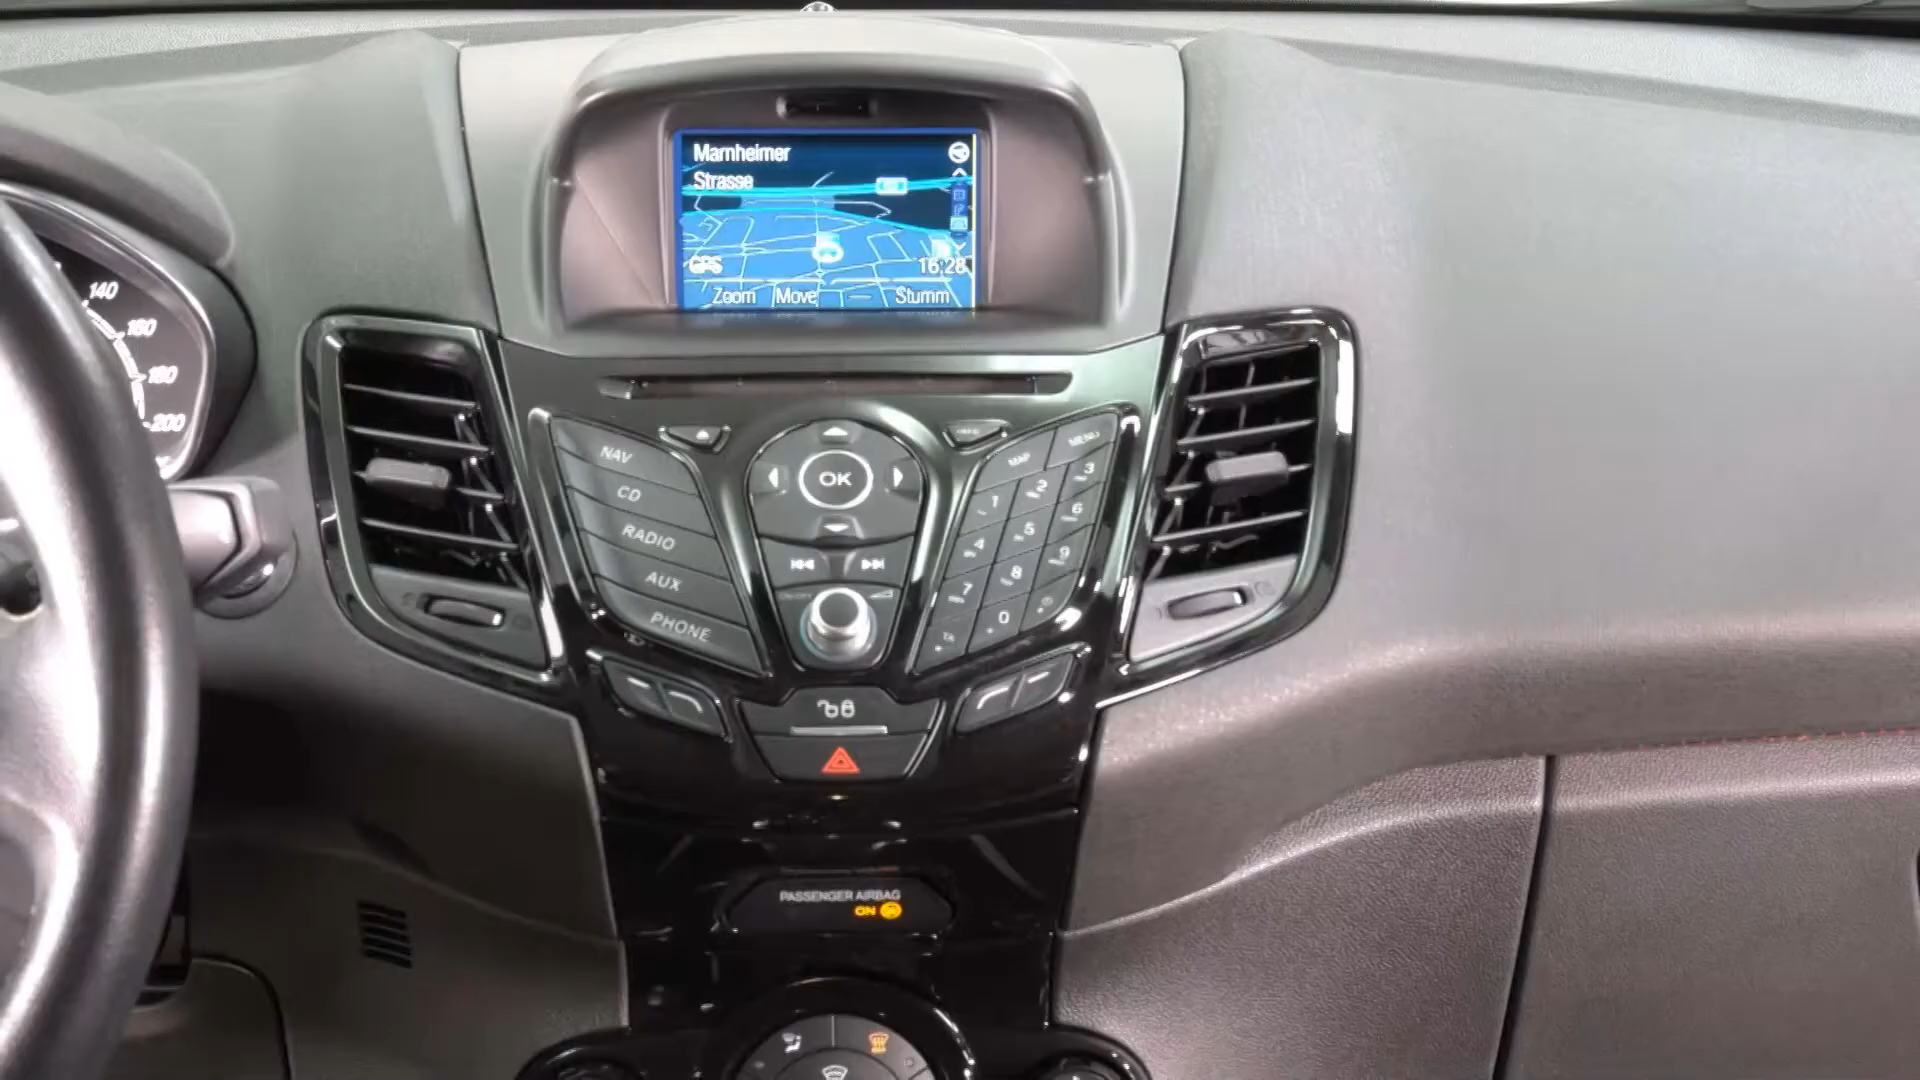 Marnheimer
Strasse
GPS
16:28
Zoom
Move
Stumm
140
160
180
200
NAV
CD
RADIO
AUX
PHONE
OK
MAP
MENU
1
2
3
4
5
6
7
8
9
0
TA
PASSENGER AIRBAG
ON